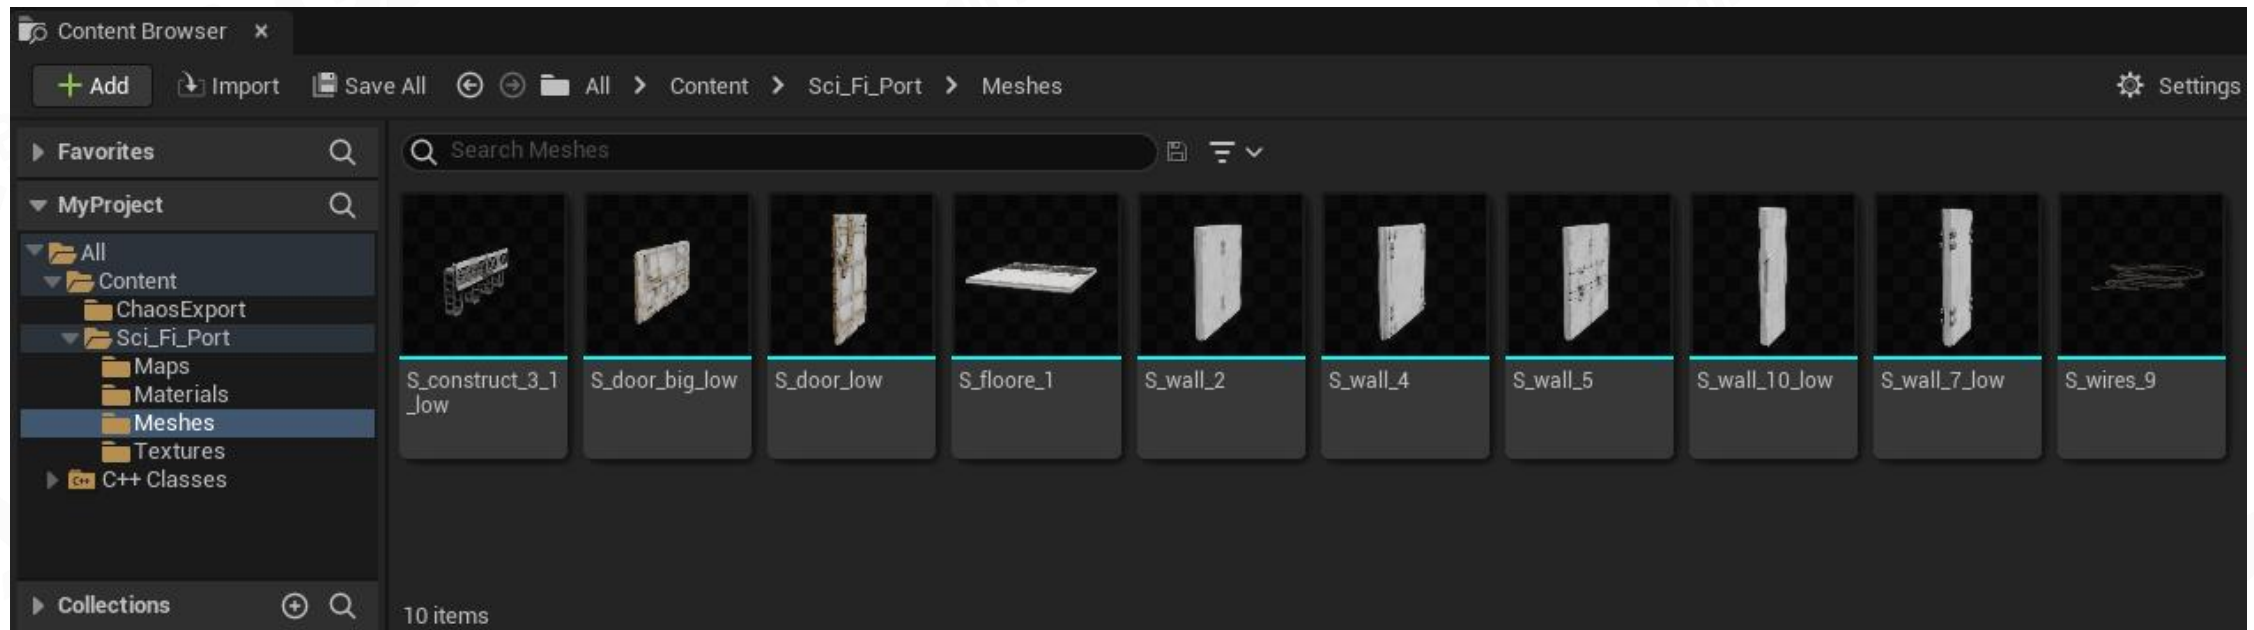 Content Browser
Add Import Save All All > Content > Sci_Fi_Port > Meshes Settings
Favorites
Search Meshes
MyProject
All
Content
ChaosExport
Sci_Fi_Port
Maps
Materials
Meshes
Textures
C++ C++ Classes
S_construct_3_1
_low
S_door_big_low
S_door_low
S_floore_1
S_wall_2
S_wall_4
S_wall_5
S_wall_10_low
S_wall_7_low
S_wires_9
Collections
10 items